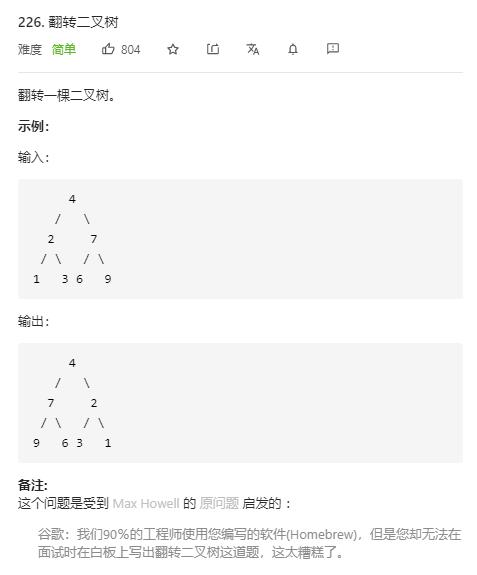 226. 翻转二叉树
难度 简单 804
翻转一棵二叉树。
示例：
输入：
4
/ \
2 7
/ \ / \
1 3 6 9
输出：
4
/ \
7 2
/ \ / \
9 6 3 1
备注:
这个问题是受到 Max Howell 的 原问题 启发的 ：
谷歌：我们90％的工程师使用您编写的软件(Homebrew)，但是您却无法在
面试时在白板上写出翻转二叉树这道题，这太糟糕了。